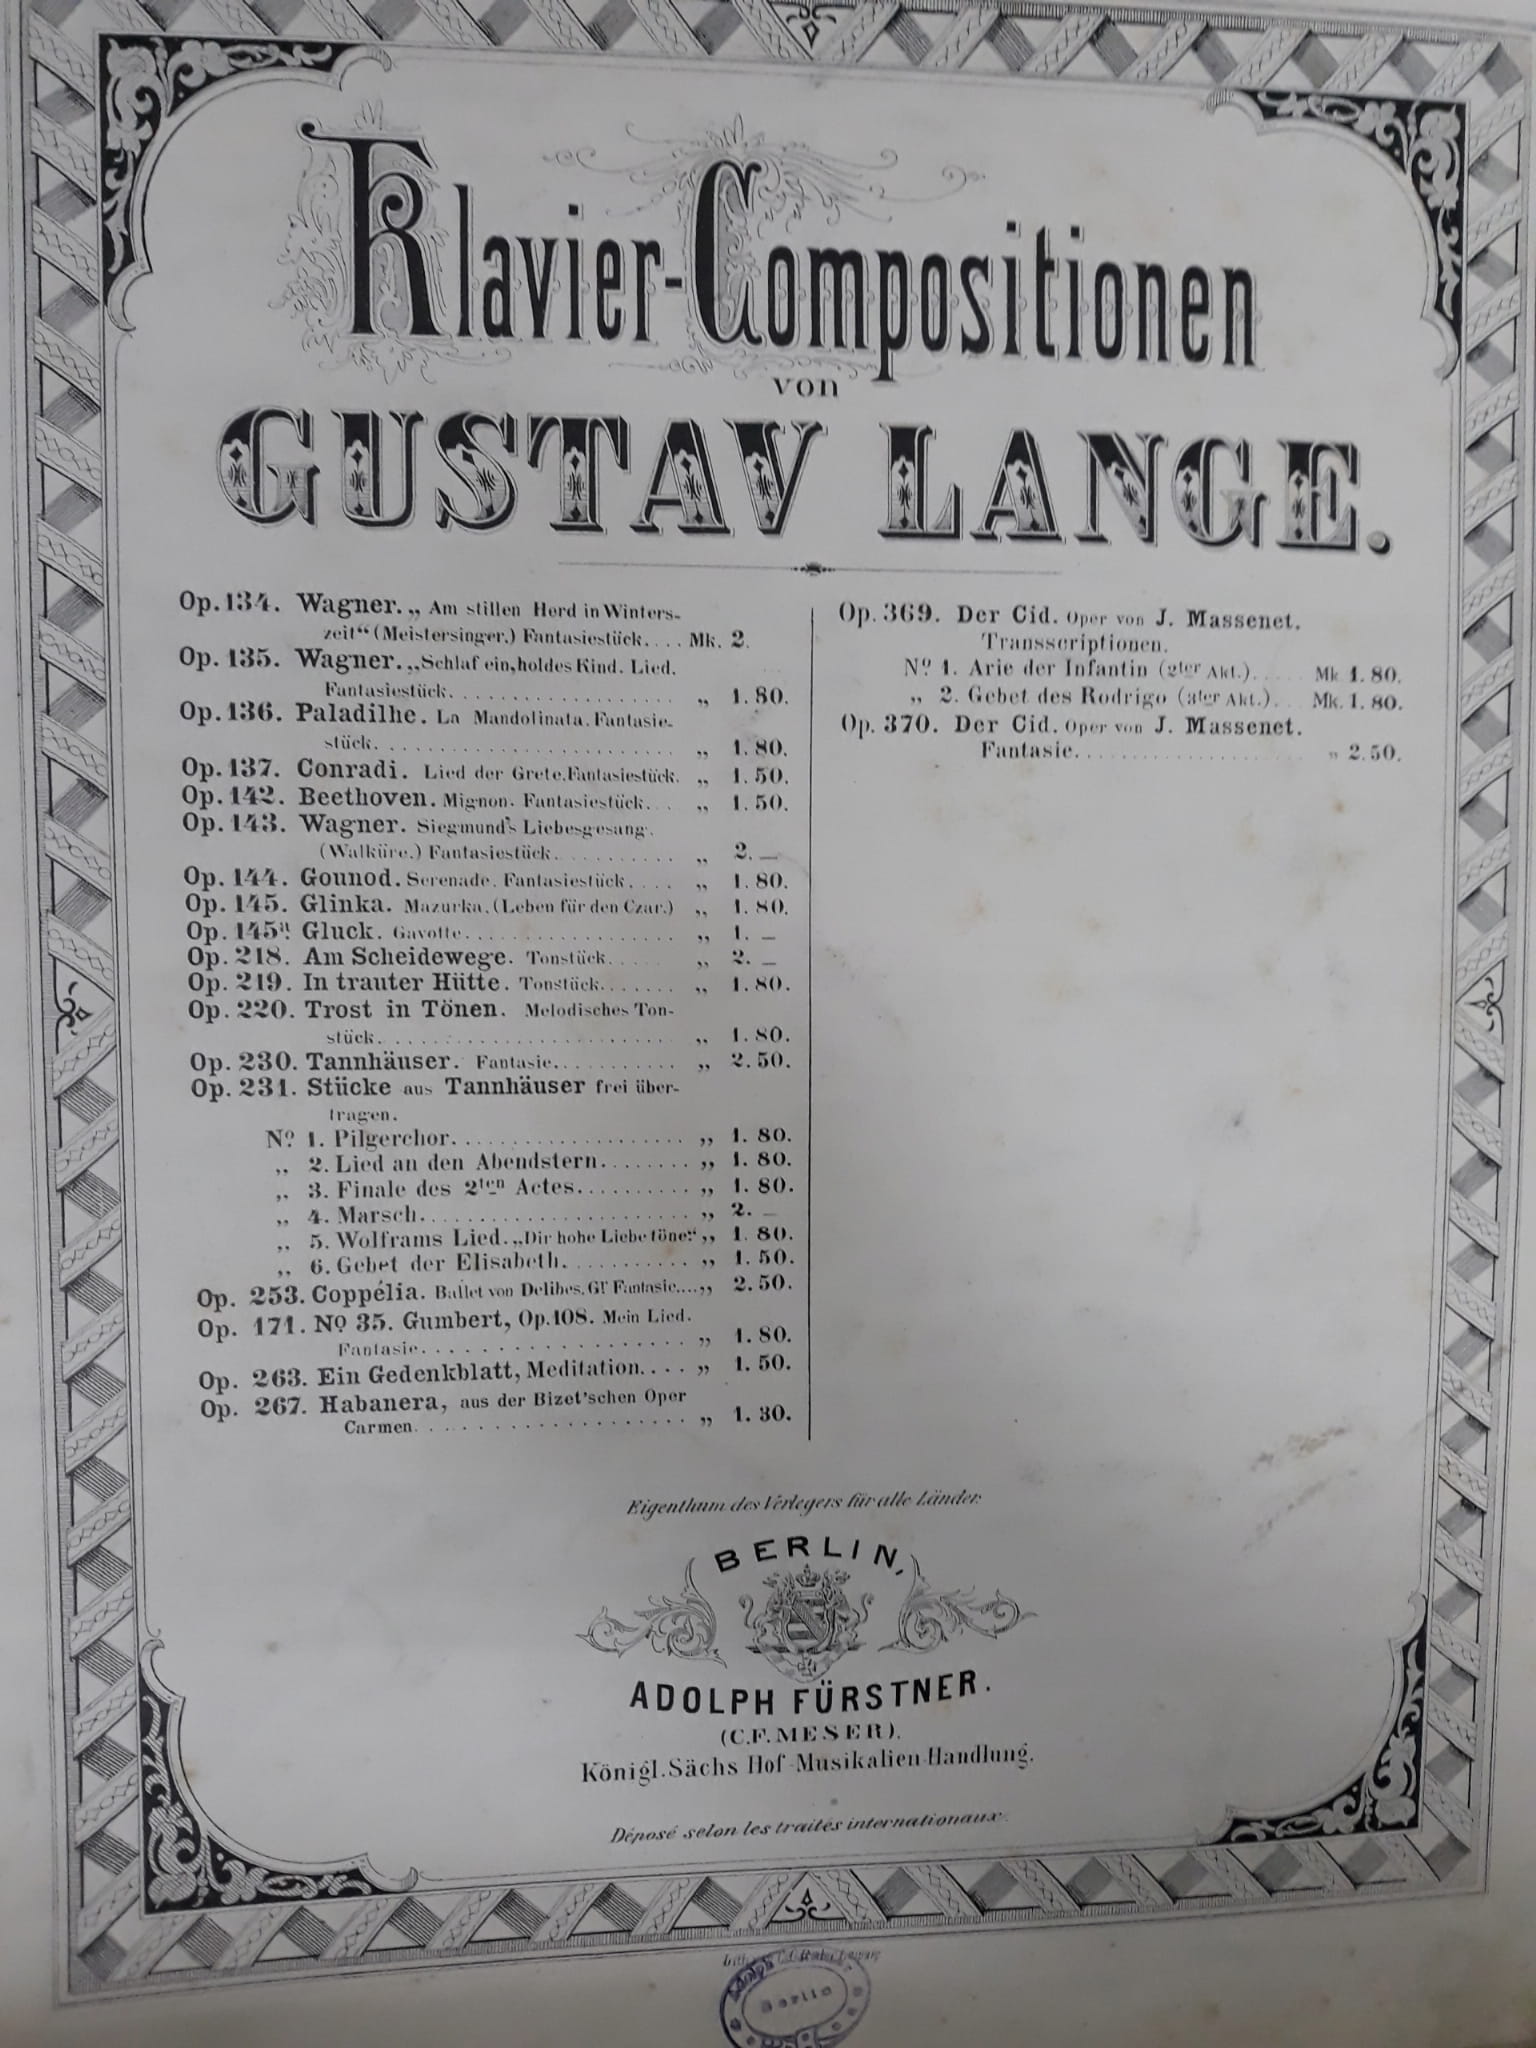 Klavier-Compositionen
von
GUSTAV LANGE.
Op. 134. Wagner. „Am stillen Herd in Winters-
zeit“ (Meistersinger.) Fantasiestück.... Mk. 2.
Op. 135. Wagner. „Schlaf ein, holdes Kind. Lied.
Fantasiestück. „ 1. 80.
Op. 136. Paladilhe. La Mandolinata. Fantasie-
stück. „ 1. 80.
Op. 137. Conradi. Lied der Grete. Fantasiestück. „ 1. 50.
Op. 142. Beethoven. Mignon. Fantasiestück... „ 1. 50.
Op. 143. Wagner. Siegmund's Liebesgesang.
(Walküre.) Fantasiestück. „ 2. —
Op. 144. Gounod. Serenade. Fantasiestück.... „ 1. 80.
Op. 145. Glinka. Mazurka. (Leben für den Czar.) „ 1. 80.
Op. 145a. Gluck. Gavotte. „ 1. —
Op. 218. Am Scheidewege. Tonstück. „ 2. —
Op. 219. In trauter Hütte. Tonstück. „ 1. 80.
Op. 220. Trost in Tönen. Melodisches Ton-
stück. „ 1. 80.
Op. 230. Tannhäuser. Fantasie. „ 2. 50.
Op. 231. Stücke aus Tannhäuser frei über-
tragen.
No. 1. Pilgerchor. „ 1. 80.
„ 2. Lied an den Abendstern. „ 1. 80.
„ 3. Finale des 2ten Actes. „ 1. 80.
„ 4. Marsch. „ 2. —
„ 5. Wolframs Lied. „Dir hohe Liebe töne.“ „ 1. 80.
„ 6. Gebet der Elisabeth. „ 1. 50.
Op. 253. Coppélia. Ballet von Delibes. Gr. Fantasie.... „ 2. 50.
Op. 171. No 35. Gumbert, Op. 108. Mein Lied.
Fantasie. „ 1. 80.
Op. 263. Ein Gedenkblatt, Meditation.... „ 1. 50.
Op. 267. Habanera, aus der Bizet'schen Oper
Carmen. „ 1. 30.
Op. 369. Der Cid. Oper von J. Massenet.
Transscriptionen.
No 1. Arie der Infantin (2ter Akt.) Mk 1. 80.
„ 2. Gebet des Rodrigo (3ter Akt.) Mk. 1. 80.
Op. 370. Der Cid. Oper von J. Massenet.
Fantasie. „ 2. 50.
Eigenthum des Verlegers für alle Länder.
BERLIN,
ADOLPH FÜRSTNER.
(C.F. MESER).
Königl. Sächs Hof-Musikalien-Handlung.
Déposé selon les traités internationaux.
Adolph
Berlin